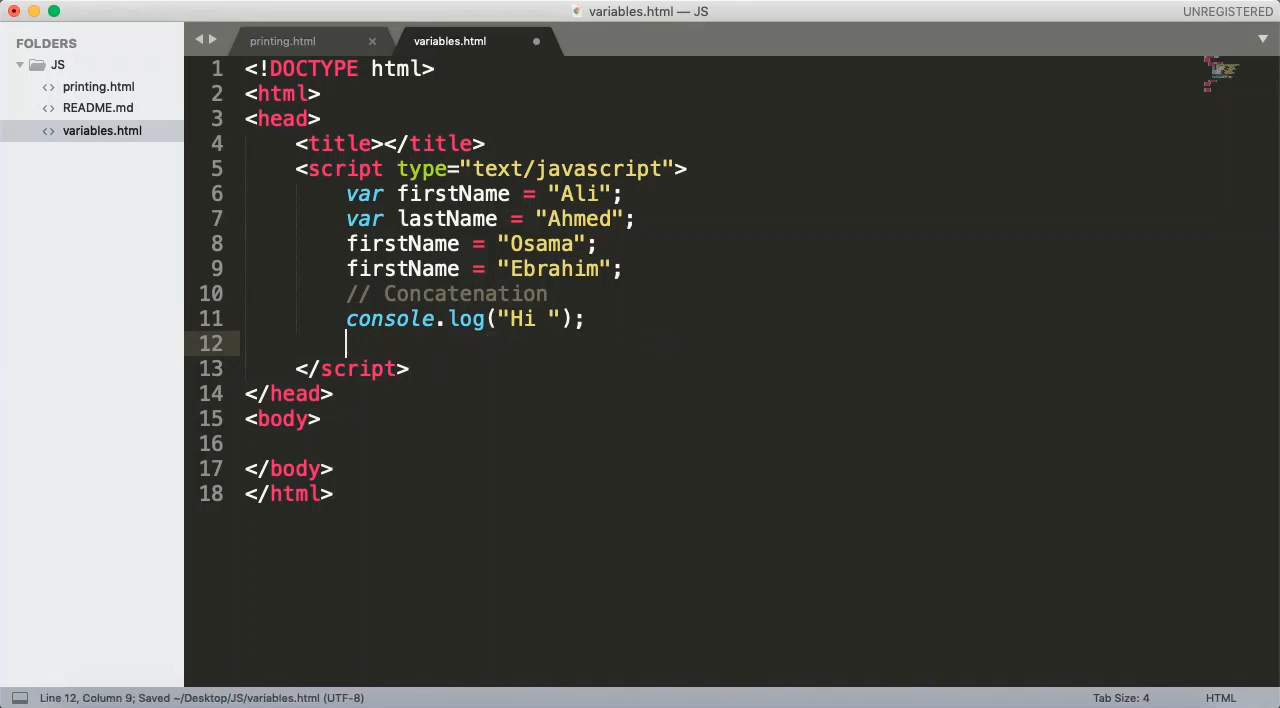 variables.html — JS
UNREGISTERED
FOLDERS
JS
printing.html
README.md
variables.html
printing.html
variables.html
1 <!DOCTYPE html>
2 <html>
3 <head>
4 <title></title>
5 <script type="text/javascript">
6 var firstName = "Ali";
7 var lastName = "Ahmed";
8 firstName = "Osama";
9 firstName = "Ebrahim";
10 // Concatenation
11 console.log("Hi ");
12
13 </script>
14 </head>
15 <body>
16
17 </body>
18 </html>
Line 12, Column 9; Saved ~/Desktop/JS/variables.html (UTF-8)
Tab Size: 4
HTML